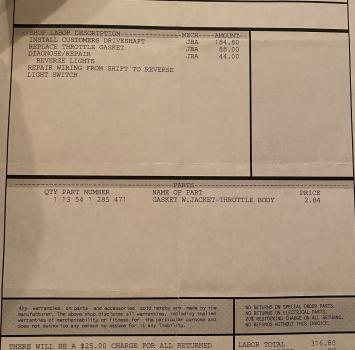 --SHOP LABOR DESCRIPTION------------MECH----AMOUNT--
INSTALL CUSTOMERS DRIVESHAFT JBA 184.80
REPLACE THROTTLE GASKET JBA 88.00
DIAGNOSE/REPAIR JBA 44.00
REVERSE LIGHTS
REPAIR WIRING FROM SHIFT TO REVERSE
LIGHT SWITCH
--PARTS--
QTY PART NUMBER NAME OF PART PRICE
1 13 54 1 285 471 GASKET W.JACKET-THROTTLE BODY 2.84
Any warranties on parts and accessories sold hereby are made by the
manufacturer. The above shop disclaims all warranties, including implied
warranties of merchantability or fitness for the particular purpose and
does not authorize any person to assume for it any liability.
NO RETURNS ON SPECIAL ORDER PARTS.
NO RETURNS ON ELECTRICAL PARTS.
20% RESTOCKING CHARGE ON ALL RETURNS.
NO REFUNDS WITHOUT THIS INVOICE.
THERE WILL BE A $25.00 CHARGE FOR ALL RETURNED
LABOR TOTAL 316.80